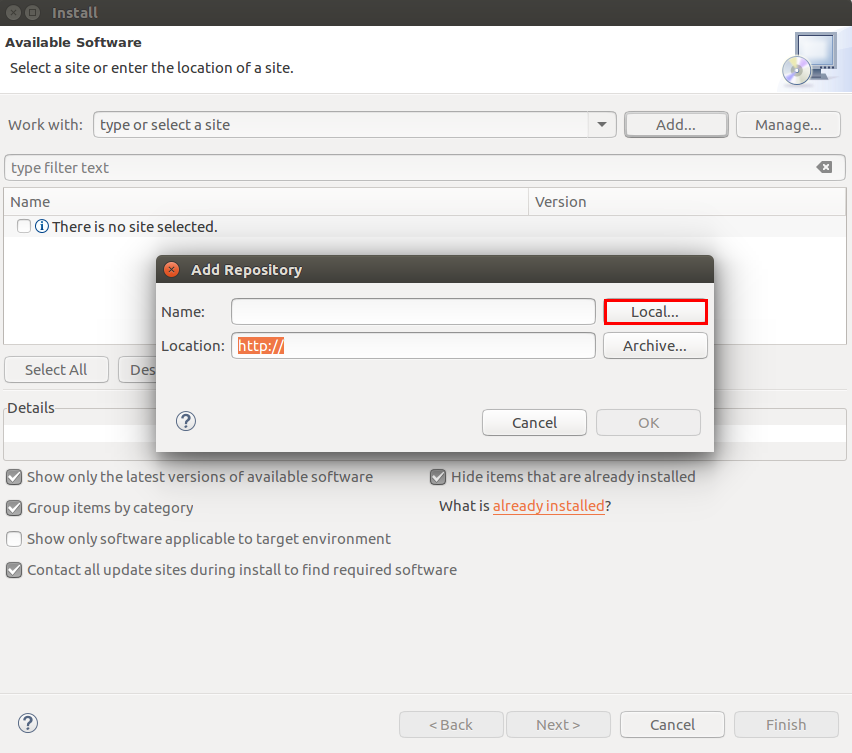 Install
Available Software
Select a site or enter the location of a site.
Work with: type or select a site Add... Manage...
type filter text
Name Version
There is no site selected.
Add Repository
Name: Local...
Location: http:// Archive...
Select All Des
Details
Cancel OK
Show only the latest versions of available software Hide items that are already installed
Group items by category What is already installed?
Show only software applicable to target environment
Contact all update sites during install to find required software
< Back Next > Cancel Finish